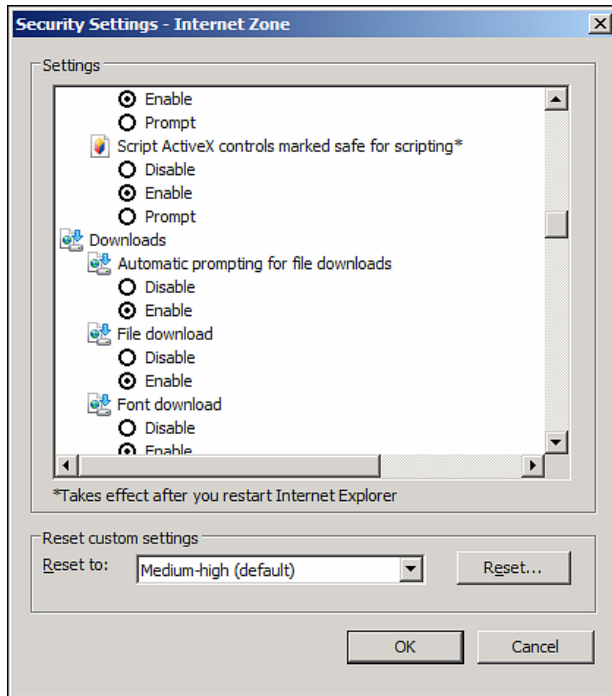 Security Settings - Internet Zone
Settings
Enable
Prompt
Script ActiveX controls marked safe for scripting*
Disable
Enable
Prompt
Downloads
Automatic prompting for file downloads
Disable
Enable
File download
Disable
Enable
Font download
Disable
Enable
*Takes effect after you restart Internet Explorer
Reset custom settings
Reset to: Medium-high (default) Reset...
OK Cancel